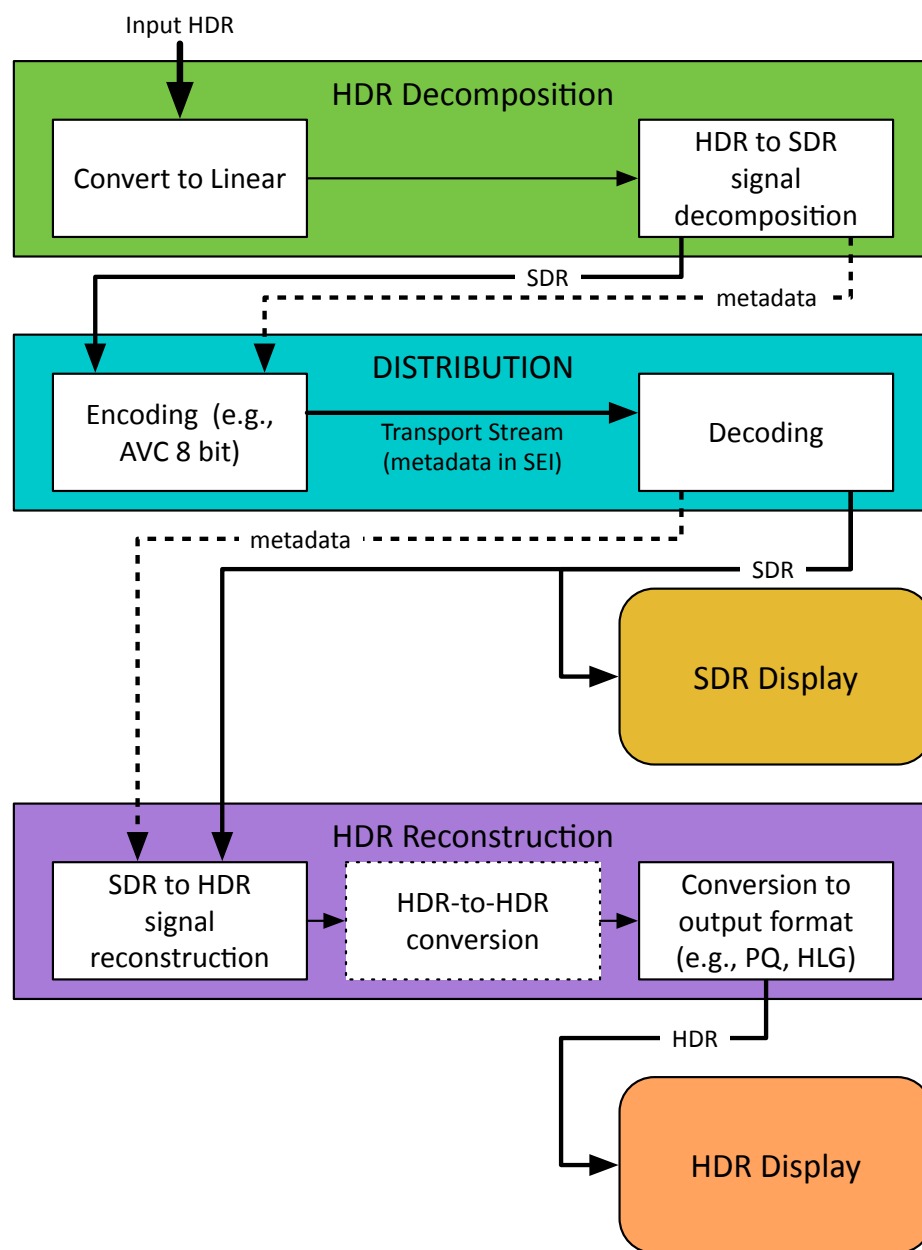 Input HDR
HDR Decomposition
Convert to Linear
HDR to SDR
signal
decomposition
SDR
metadata
DISTRIBUTION
Encoding (e.g.,
AVC 8 bit)
Transport Stream
(metadata in SEI)
Decoding
metadata
SDR
SDR Display
HDR Reconstruction
SDR to HDR
signal
reconstruction
HDR-to-HDR
conversion
Conversion to
output format
(e.g., PQ, HLG)
HDR
HDR Display